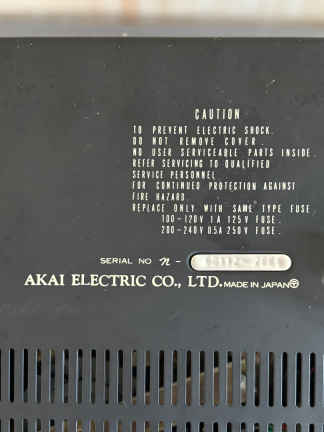 CAUTION
TO PREVENT ELECTRIC SHOCK.
DO NOT REMOVE COVER.
NO USER SERVICEABLE PARTS INSIDE.
REFER SERVICING TO QUALIFIED
SERVICE PERSONNEL
FOR CONTINUED PROTECTION AGAINST
FIRE HAZARD.
REPLACE ONLY WITH SAME TYPE FUSE.
100-120V 1A 125V FUSE.
200-240V 0.5A 250V FUSE.
SERIAL NO n -
AKAI ELECTRIC CO., LTD. MADE IN JAPAN